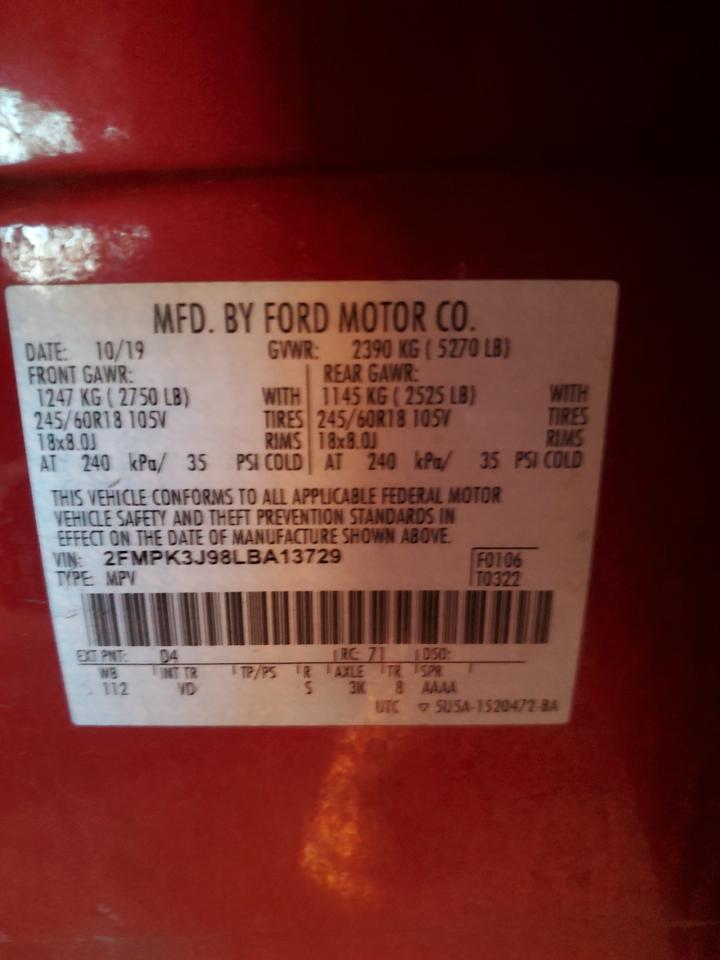 MFD. BY FORD MOTOR CO.
DATE: 10/19 GVWR: 2390 KG ( 5270 LB)
FRONT GAWR: REAR GAWR:
1247 KG ( 2750 LB) WITH 1145 KG ( 2525 LB) WITH
245/60R18 105V TIRES 245/60R18 105V TIRES
18x8.0J RIMS 18x8.0J RIMS
AT 240 kPa/ 35 PSI COLD AT 240 kPa/ 35 PSI COLD
THIS VEHICLE CONFORMS TO ALL APPLICABLE FEDERAL MOTOR
VEHICLE SAFETY AND THEFT PREVENTION STANDARDS IN
EFFECT ON THE DATE OF MANUFACTURE SHOWN ABOVE.
VIN: 2FMPK3J98LBA13729 F0106
TYPE: MPV T0322
EXT PNT: D4 RC: 71 DSO:
WB INT TR TP/PS R AXLE TR SPR
112 VD S 3K 8 AAAA
UTC ▽ 5U5A-1520472-BA